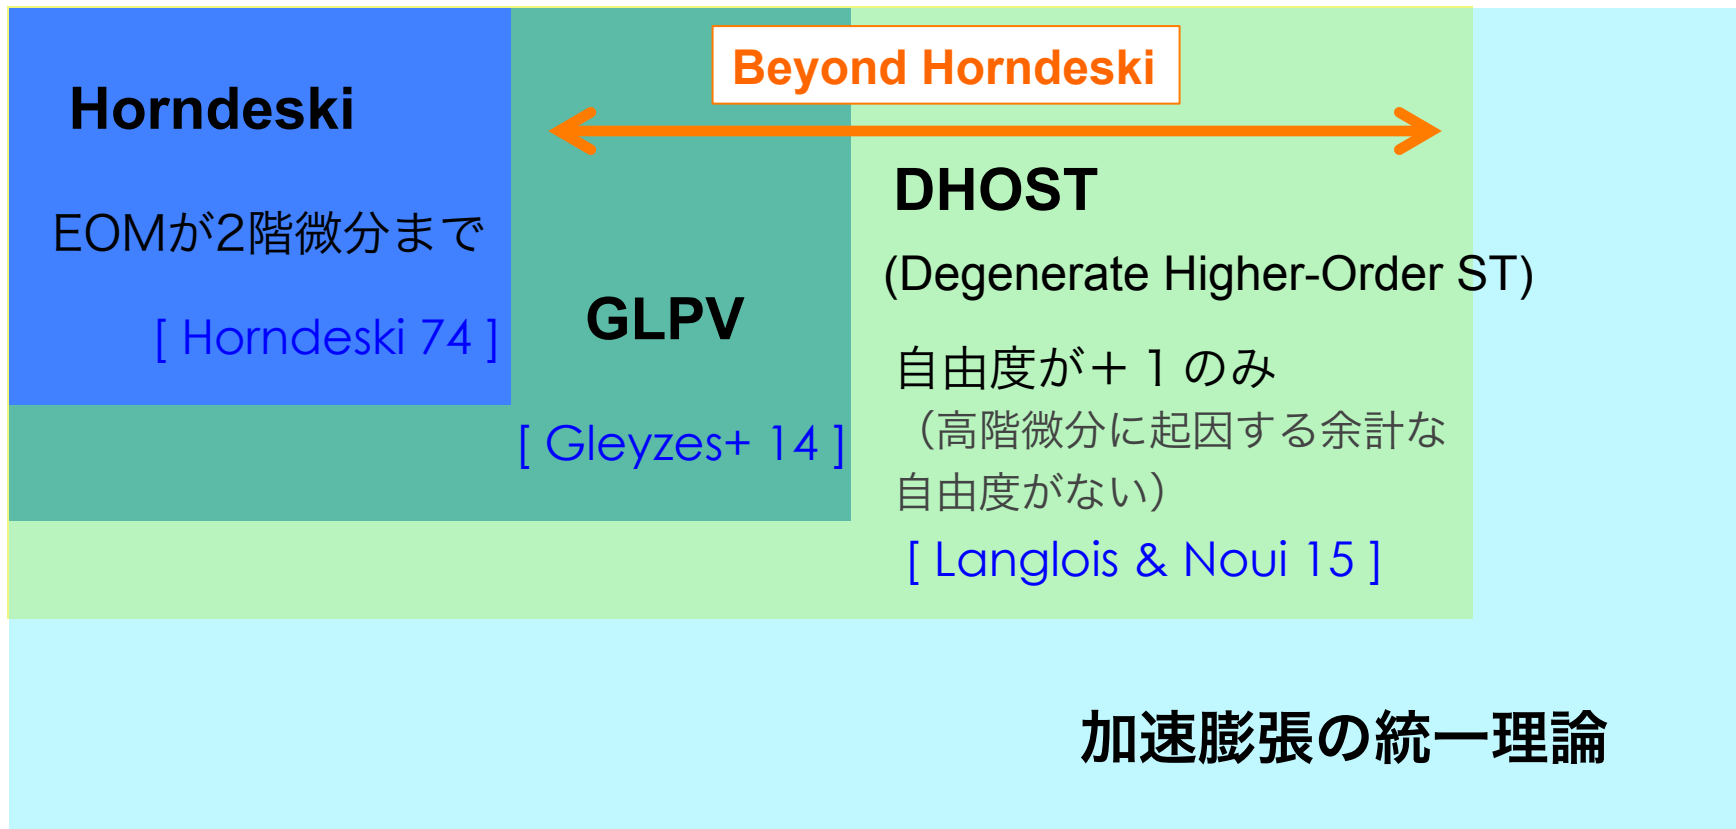 Beyond Horndeski
Horndeski
EOMが2階微分まで
[ Horndeski 74 ]
GLPV
[ Gleyzes+ 14 ]
DHOST
(Degenerate Higher-Order ST)
自由度が＋１のみ
（高階微分に起因する余計な
自由度がない）
[ Langlois & Noui 15 ]
加速膨張の統一理論